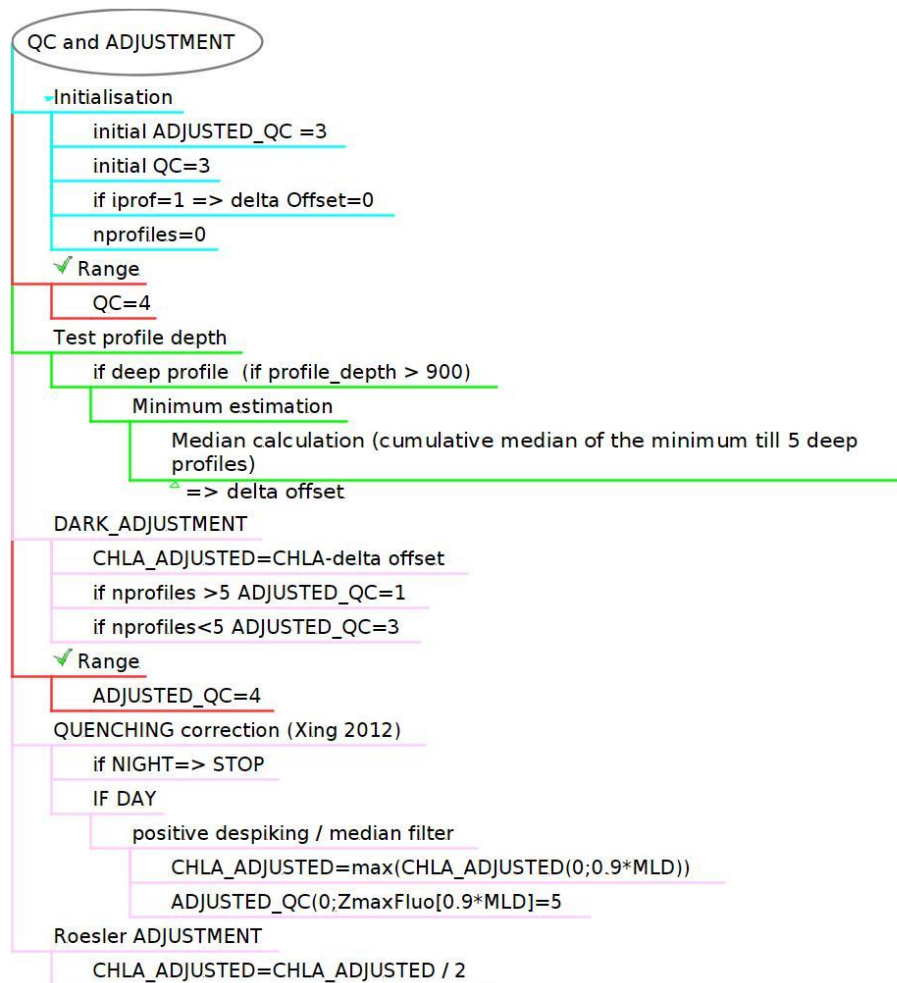 QC and ADJUSTMENT
Initialisation
initial ADJUSTED_QC =3
initial QC=3
if iprof=1 => delta Offset=0
nprofiles=0
Range
QC=4
Test profile depth
if deep profile (if profile_depth > 900)
Minimum estimation
Median calculation (cumulative median of the minimum till 5 deep
profiles)
=> delta offset
DARK_ADJUSTMENT
CHLA_ADJUSTED=CHLA-delta offset
if nprofiles >5 ADJUSTED_QC=1
if nprofiles<5 ADJUSTED_QC=3
Range
ADJUSTED_QC=4
QUENCHING correction (Xing 2012)
if NIGHT=> STOP
IF DAY
positive despiking / median filter
CHLA_ADJUSTED=max(CHLA_ADJUSTED(0;0.9*MLD))
ADJUSTED_QC(0;ZmaxFluo[0.9*MLD]=5
Roesler ADJUSTMENT
CHLA_ADJUSTED=CHLA_ADJUSTED / 2